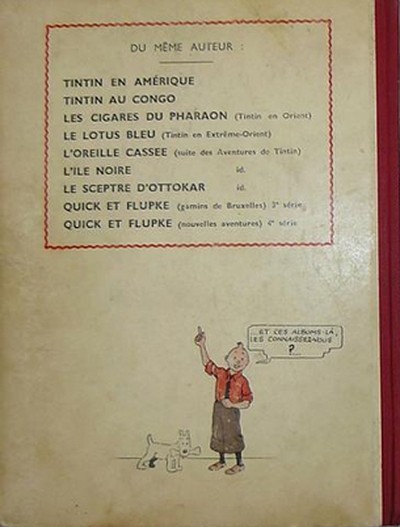 DU MÊME AUTEUR :
TINTIN EN AMÉRIQUE
TINTIN AU CONGO
LES CIGARES DU PHARAON (Tintin en Orient)
LE LOTUS BLEU (Tintin en Extrême-Orient)
L'OREILLE CASSEE (suite des Aventures de Tintin)
L'ILE NOIRE id.
LE SCEPTRE D'OTTOKAR id.
QUICK ET FLUPKE (gamins de Bruxelles) 3e série
QUICK ET FLUPKE (nouvelles aventures) 4e série
...ET CES ALBUMS-LÀ,
LES CONNAISSEZ-VOUS
?...